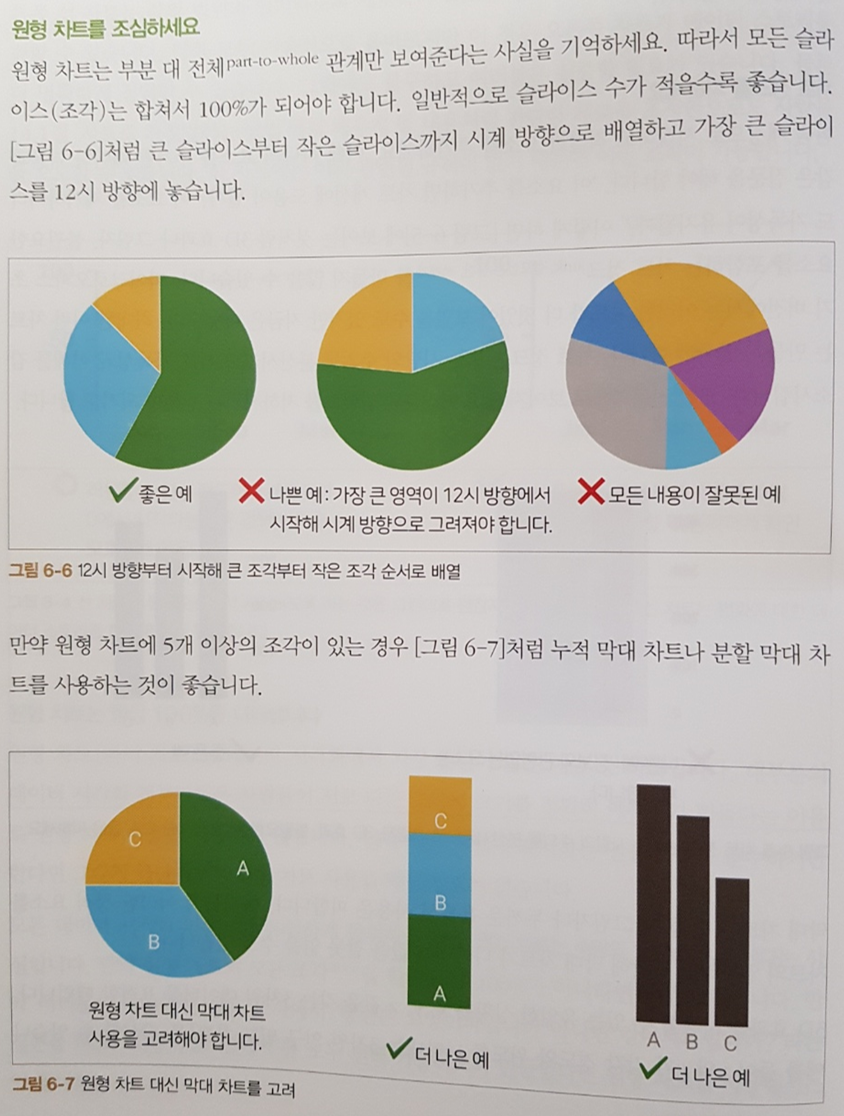 원형 차트를 조심하세요
원형 차트는 부분 대 전체part-to-whole 관계만 보여준다는 사실을 기억하세요. 따라서 모든 슬라
이스(조각)는 합쳐서 100%가 되어야 합니다. 일반적으로 슬라이스 수가 적을수록 좋습니다.
[그림 6-6]처럼 큰 슬라이스부터 작은 슬라이스까지 시계 방향으로 배열하고 가장 큰 슬라이
스를 12시 방향에 놓습니다.
좋은 예
나쁜 예 : 가장 큰 영역이 12시 방향에서
시작해 시계 방향으로 그려져야 합니다.
모든 내용이 잘못된 예
그림 6-6 12시 방향부터 시작해 큰 조각부터 작은 조각 순서로 배열
만약 원형 차트에 5개 이상의 조각이 있는 경우 [그림 6-7]처럼 누적 막대 차트나 분할 막대 차
트를 사용하는 것이 좋습니다.
C
A
B
원형 차트 대신 막대 차트
사용을 고려해야 합니다.
C
B
A
더 나은 예
A B C
더 나은 예
그림 6-7 원형 차트 대신 막대 차트를 고려